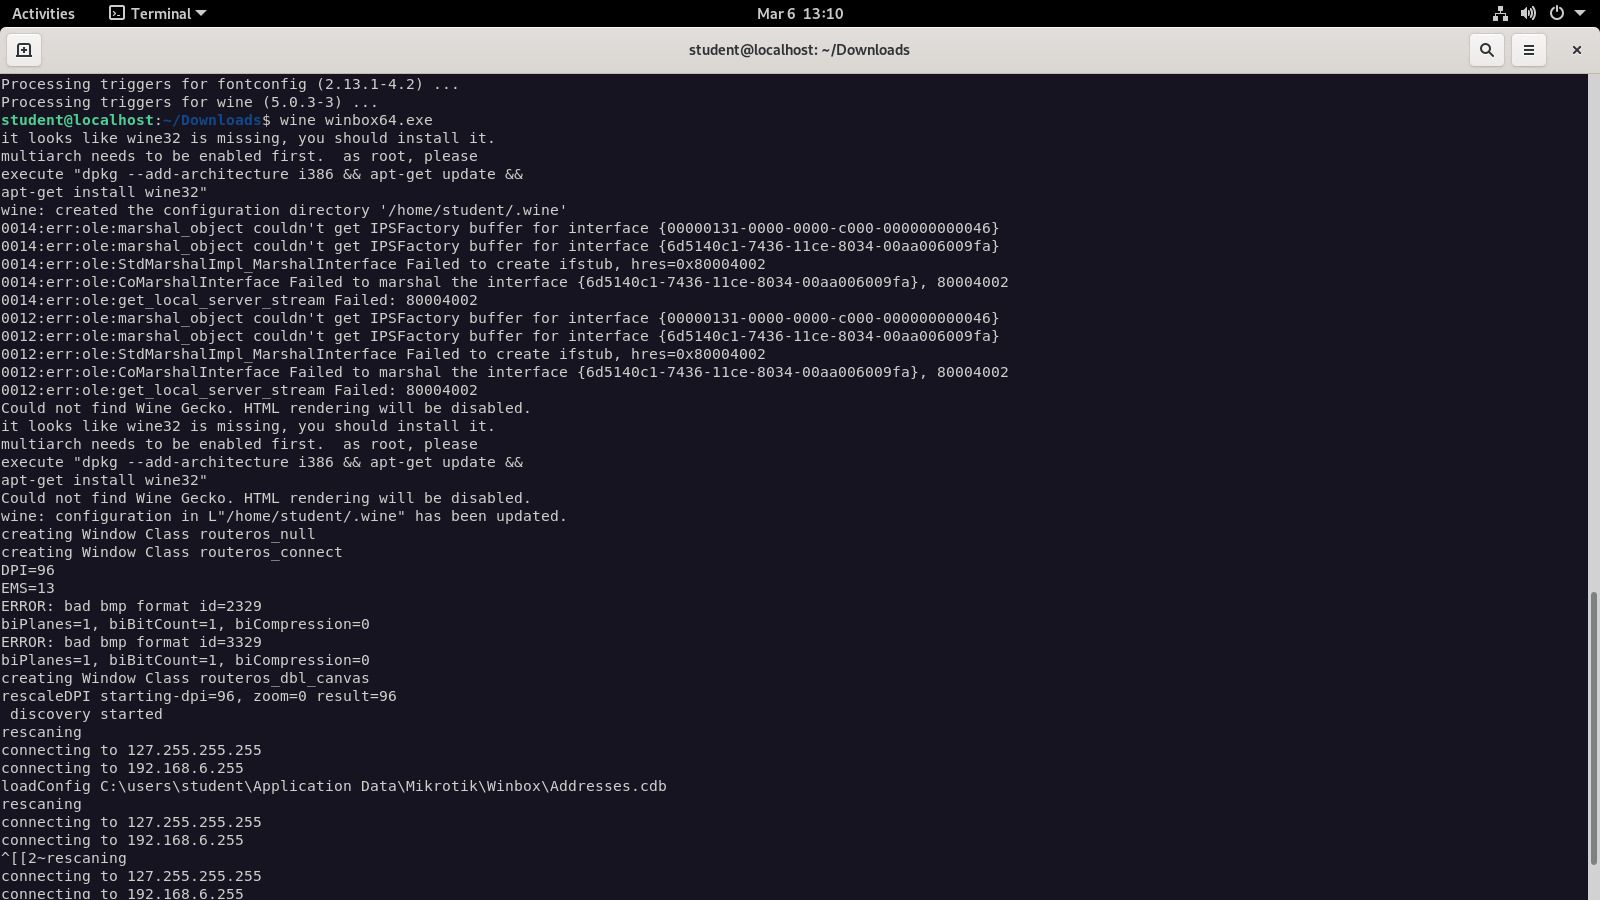 Activities
Terminal
Mar 6 13:10
student@localhost: ~/Downloads
Processing triggers for fontconfig (2.13.1-4.2) ...
Processing triggers for wine (5.0.3-3) ...
student@localhost:~/Downloads$ wine winbox64.exe
it looks like wine32 is missing, you should install it.
multiarch needs to be enabled first.  as root, please
execute "dpkg --add-architecture i386 && apt-get update &&
apt-get install wine32"
wine: created the configuration directory '/home/student/.wine'
0014:err:ole:marshal_object couldn't get IPSFactory buffer for interface {00000131-0000-0000-c000-000000000046}
0014:err:ole:marshal_object couldn't get IPSFactory buffer for interface {6d5140c1-7436-11ce-8034-00aa006009fa}
0014:err:ole:StdMarshalImpl_MarshalInterface Failed to create ifstub, hres=0x80004002
0014:err:ole:CoMarshalInterface Failed to marshal the interface {6d5140c1-7436-11ce-8034-00aa006009fa}, 80004002
0014:err:ole:get_local_server_stream Failed: 80004002
0012:err:ole:marshal_object couldn't get IPSFactory buffer for interface {00000131-0000-0000-c000-000000000046}
0012:err:ole:marshal_object couldn't get IPSFactory buffer for interface {6d5140c1-7436-11ce-8034-00aa006009fa}
0012:err:ole:StdMarshalImpl_MarshalInterface Failed to create ifstub, hres=0x80004002
0012:err:ole:CoMarshalInterface Failed to marshal the interface {6d5140c1-7436-11ce-8034-00aa006009fa}, 80004002
0012:err:ole:get_local_server_stream Failed: 80004002
Could not find Wine Gecko. HTML rendering will be disabled.
it looks like wine32 is missing, you should install it.
multiarch needs to be enabled first.  as root, please
execute "dpkg --add-architecture i386 && apt-get update &&
apt-get install wine32"
Could not find Wine Gecko. HTML rendering will be disabled.
wine: configuration in L"/home/student/.wine" has been updated.
creating Window Class routeros_null
creating Window Class routeros_connect
DPI=96
EMS=13
ERROR: bad bmp format id=2329
biPlanes=1, biBitCount=1, biCompression=0
ERROR: bad bmp format id=3329
biPlanes=1, biBitCount=1, biCompression=0
creating Window Class routeros_dbl_canvas
rescaleDPI starting-dpi=96, zoom=0 result=96
 discovery started
rescaning
connecting to 127.255.255.255
connecting to 192.168.6.255
loadConfig C:\users\student\Application Data\Mikrotik\Winbox\Addresses.cdb
rescaning
connecting to 127.255.255.255
connecting to 192.168.6.255
^[[2~rescaning
connecting to 127.255.255.255
connecting to 192.168.6.255